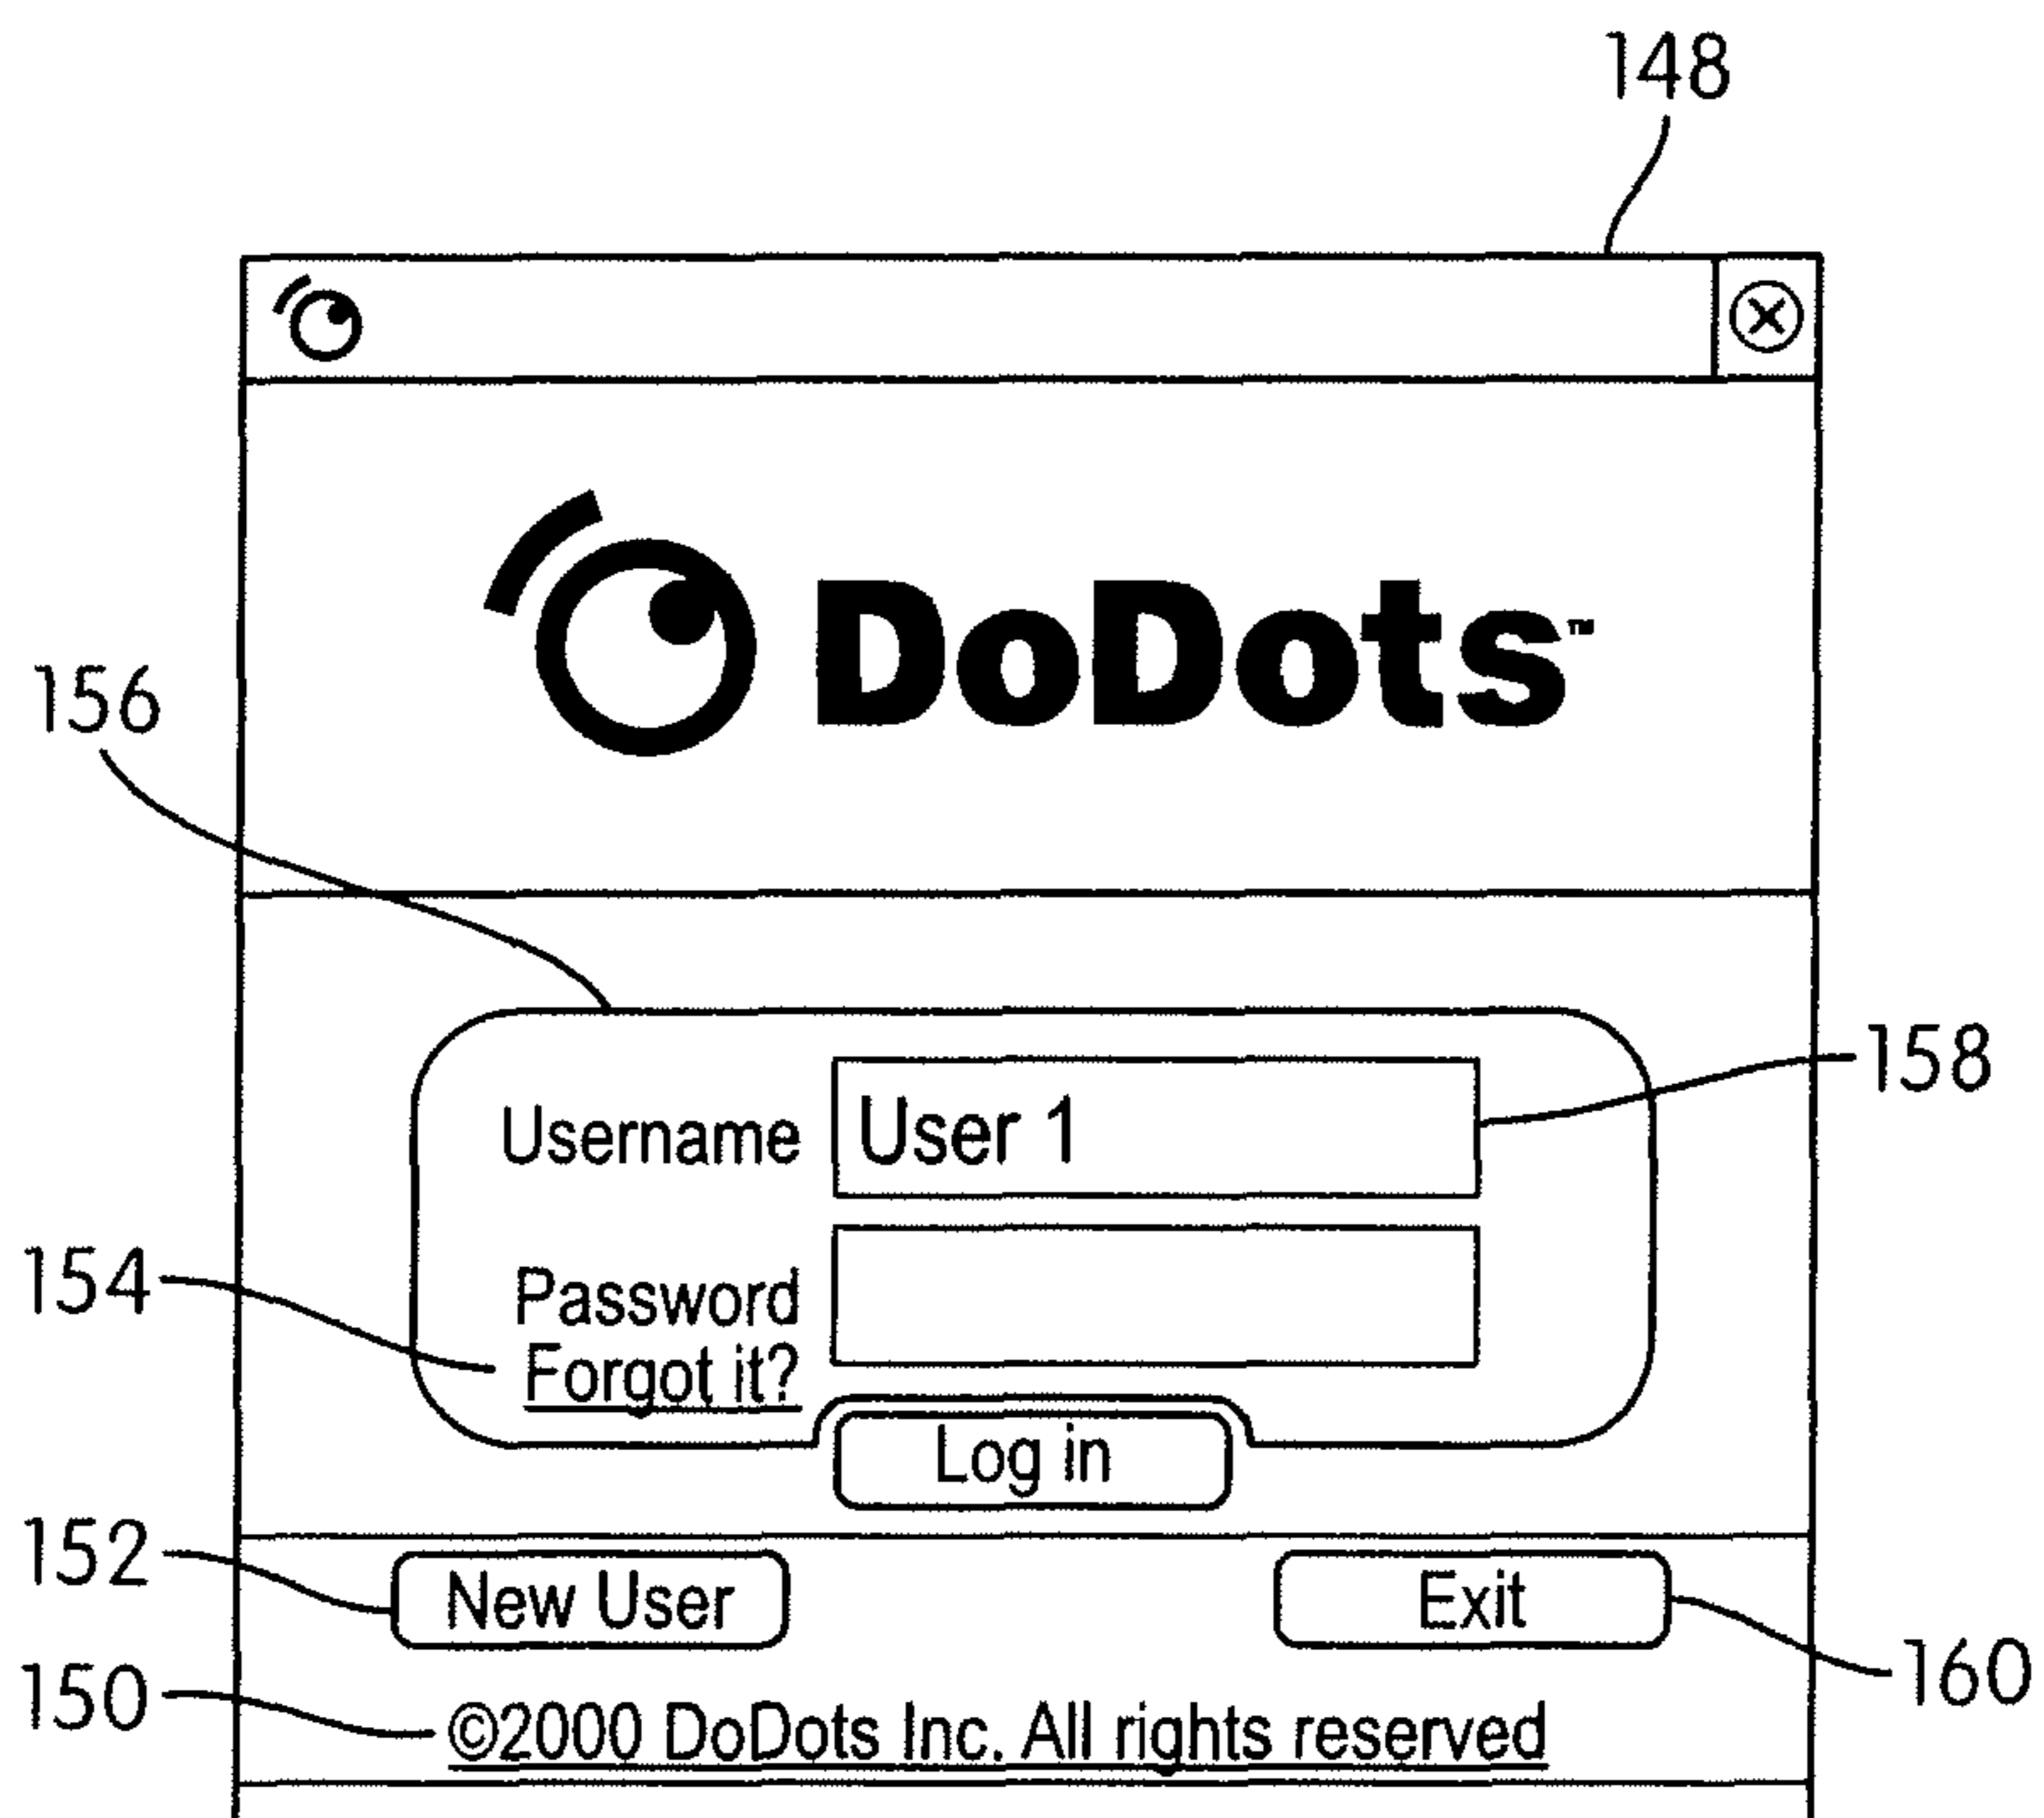 148
DoDots™
156
Username User 1
158
Password
154
Forgot it?
Log in
152
New User
Exit
160
150
©2000 DoDots Inc. All rights reserved